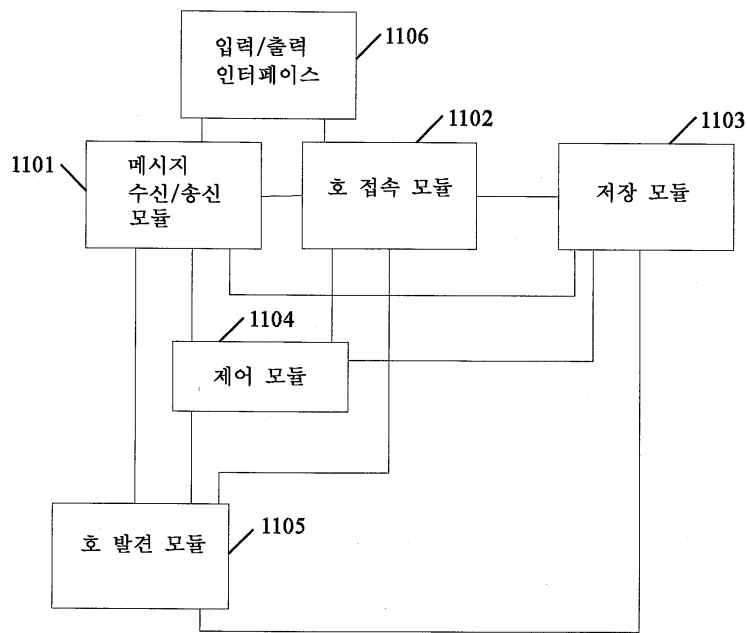 입력/출력
인터페이스
1106
1101
메시지
수신/송신
모듈
호 접속 모듈
1102
저장 모듈
1103
1104
제어 모듈
호 발견 모듈
1105